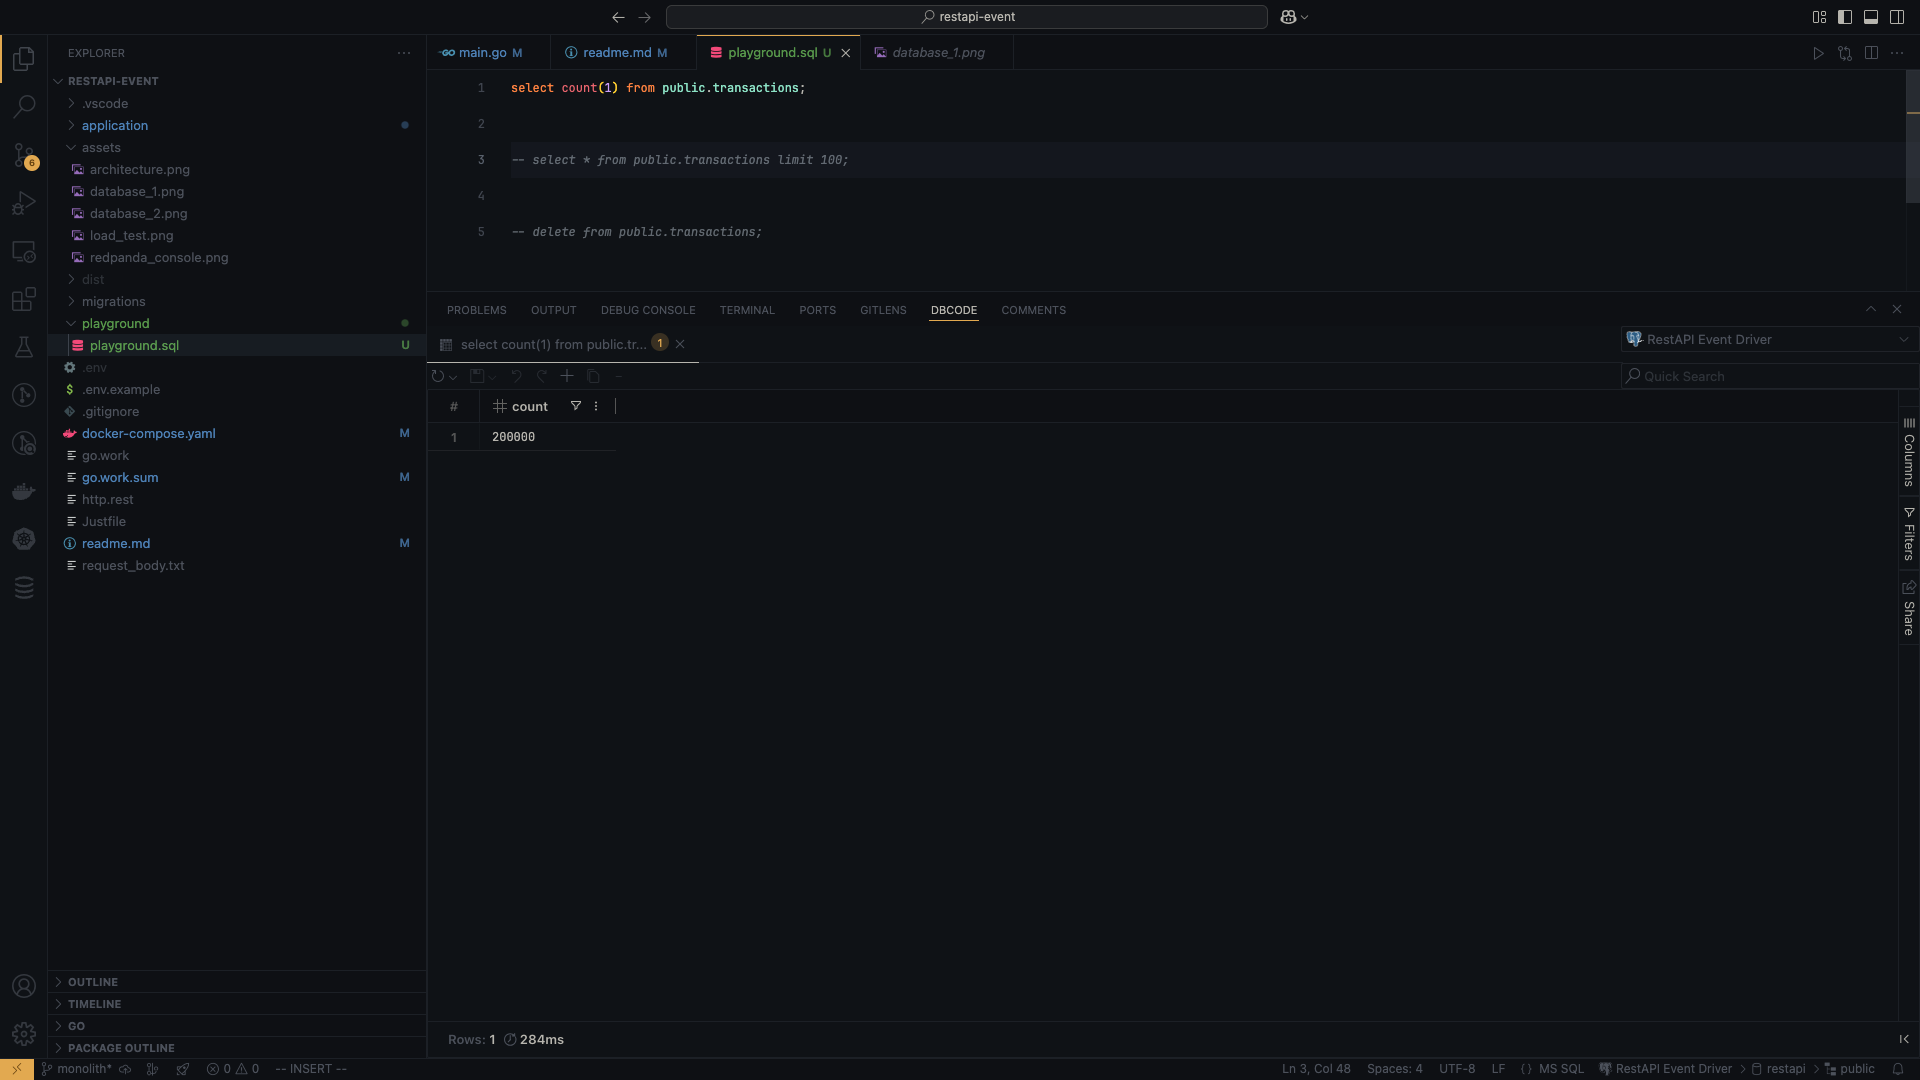 restapi-event
EXPLORER
RESTAPI-EVENT
.vscode
application
assets
architecture.png
database_1.png
database_2.png
load_test.png
redpanda_console.png
dist
migrations
playground
playground.sql U
.env
$ .env.example
.gitignore
docker-compose.yaml M
go.work
go.work.sum M
http.rest
Justfile
readme.md M
request_body.txt
6
OUTLINE
TIMELINE
GO
PACKAGE OUTLINE
GO main.go M
readme.md M
playground.sql U
database_1.png
1 select count(1) from public.transactions;
2
3 -- select * from public.transactions limit 100;
4
5 -- delete from public.transactions;
PROBLEMS OUTPUT DEBUG CONSOLE TERMINAL PORTS GITLENS DBCODE COMMENTS
select count(1) from public.tr... 1
RestAPI Event Driver
Quick Search
# count
1 200000
Columns
Filters
Share
Rows: 1 284ms
monolith* 0 0 -- INSERT --
Ln 3, Col 48 Spaces: 4 UTF-8 LF {} MS SQL RestAPI Event Driver > restapi > public